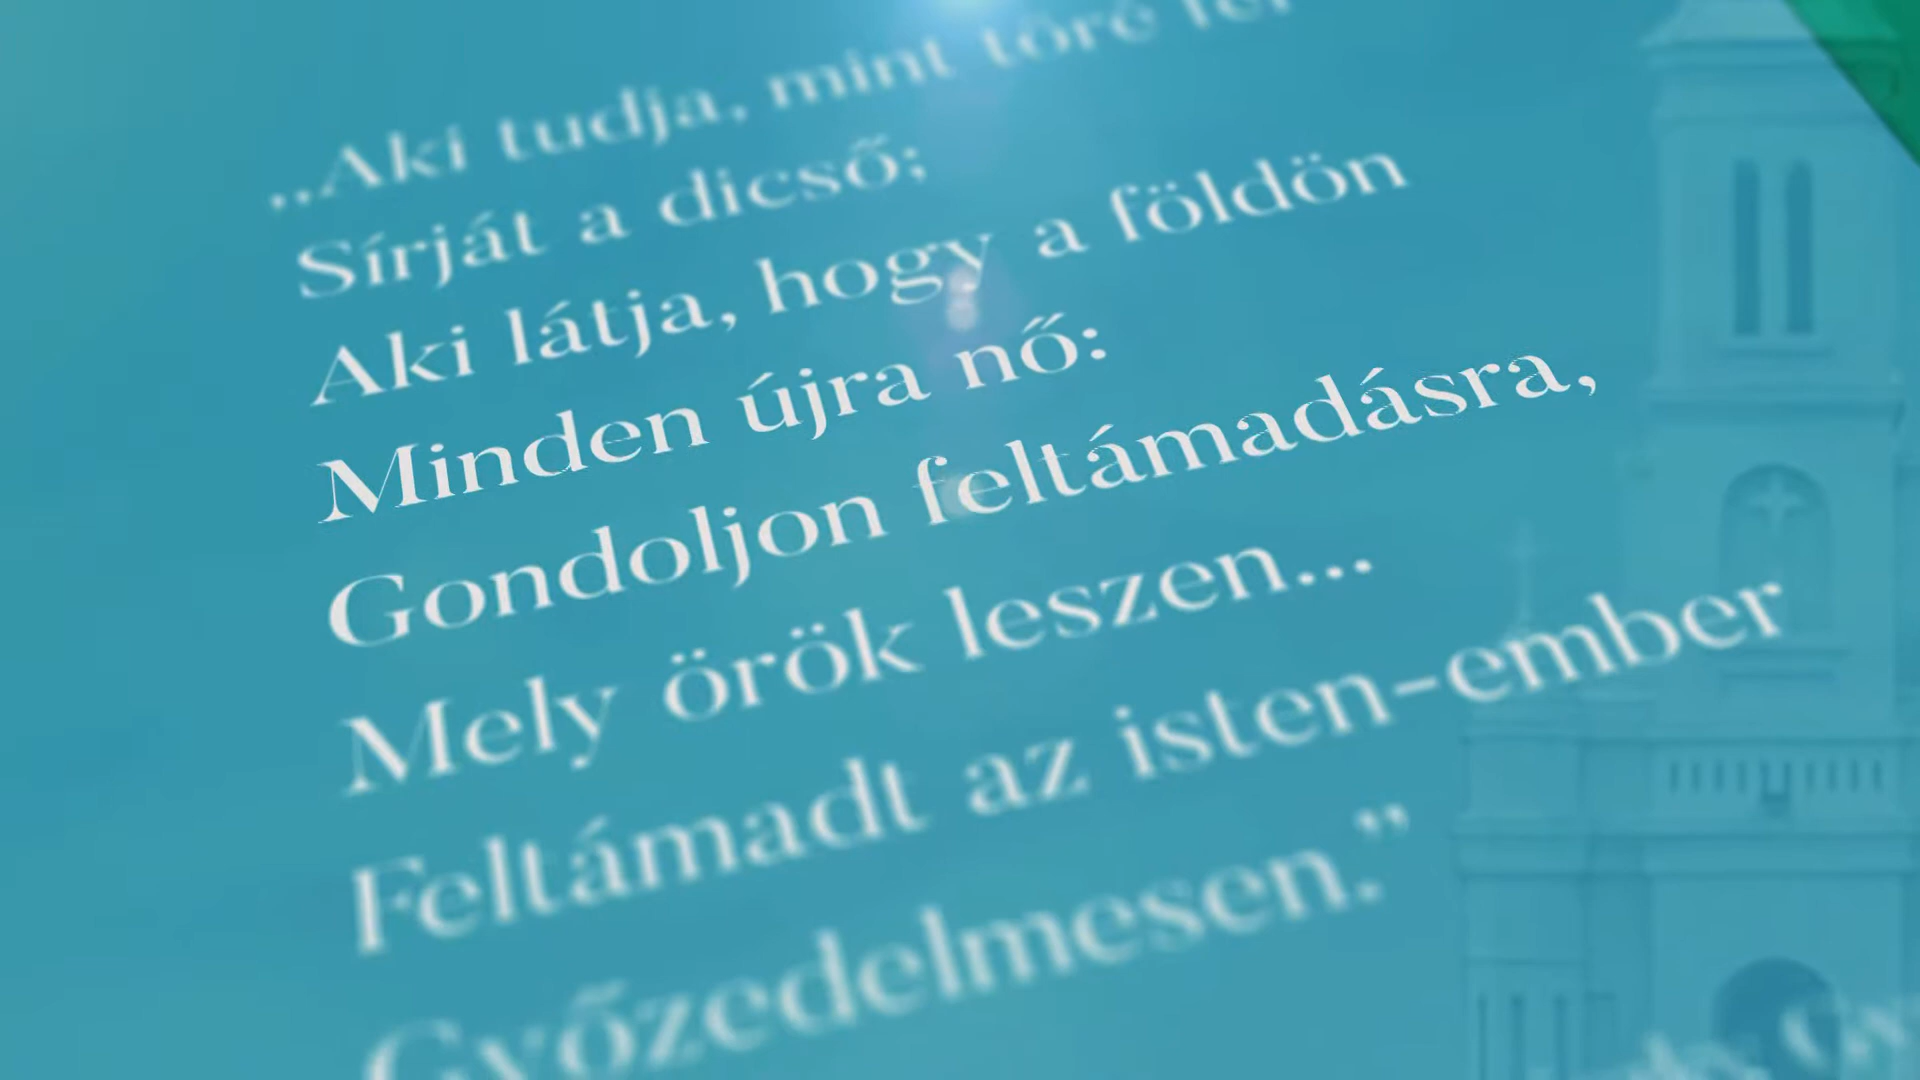 „Aki tudja, mint töré fel
Sírját a dicső;
Aki látja, hogy a földön
Minden újra nő:
Gondoljon feltámadásra,
Mely örök leszen...
Feltámadt az isten-ember
Győzedelmesen.”